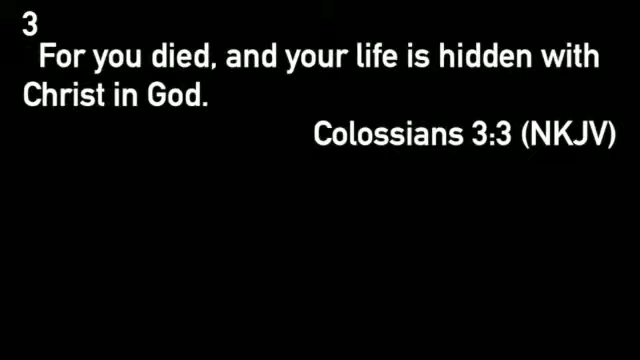 3
For you died, and your life is hidden with
Christ in God.
Colossians 3:3 (NKJV)